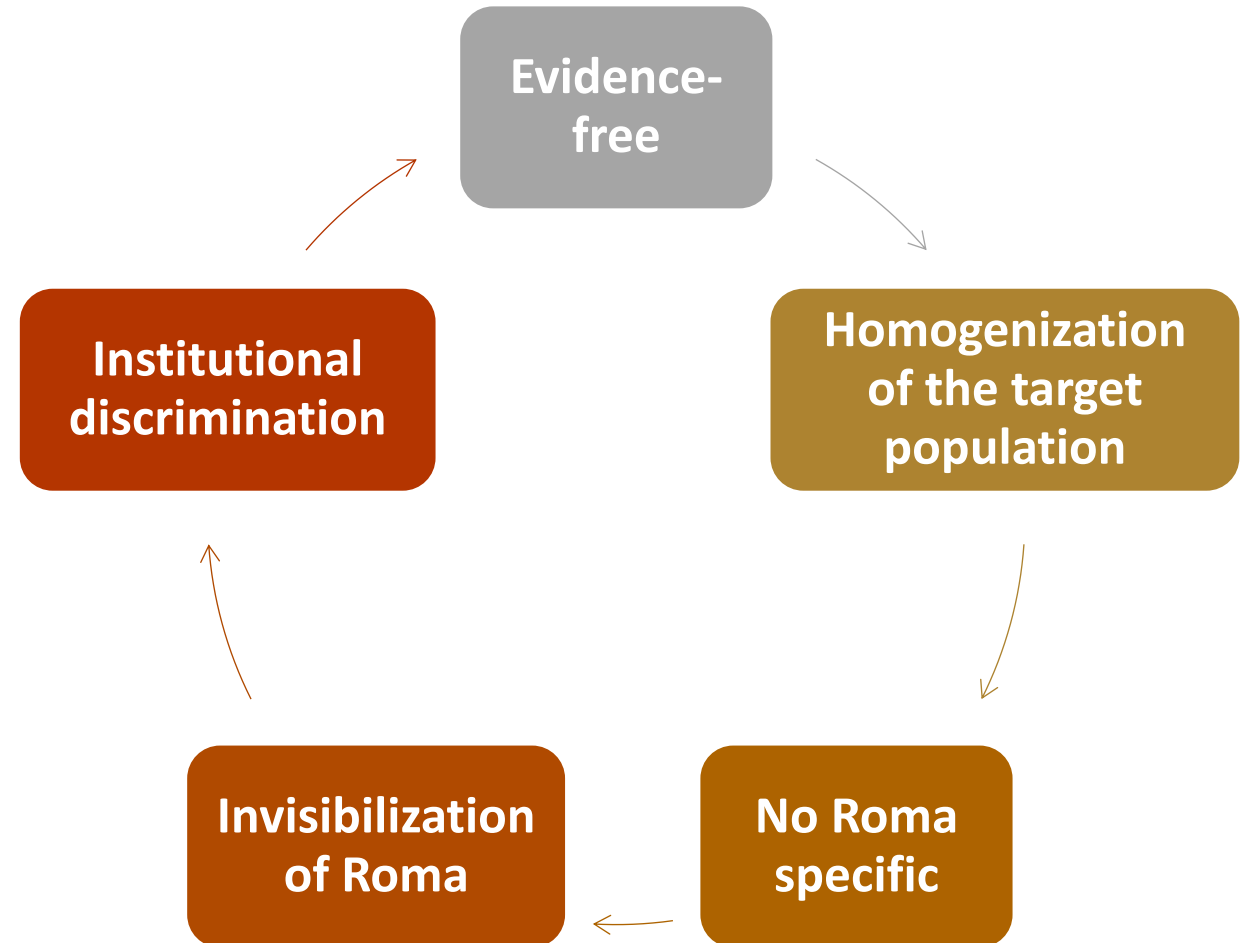 Evidence-
free
Homogenization
of the target
population
No Roma
specific
Invisibilization
of Roma
Institutional
discrimination